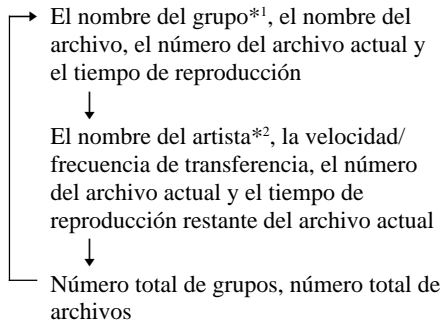 El nombre del grupo*1, el nombre del
archivo, el número del archivo actual y
el tiempo de reproducción
El nombre del artista*2, la velocidad/
frecuencia de transferencia, el número
del archivo actual y el tiempo de
reproducción restante del archivo actual
Número total de grupos, número total de
archivos